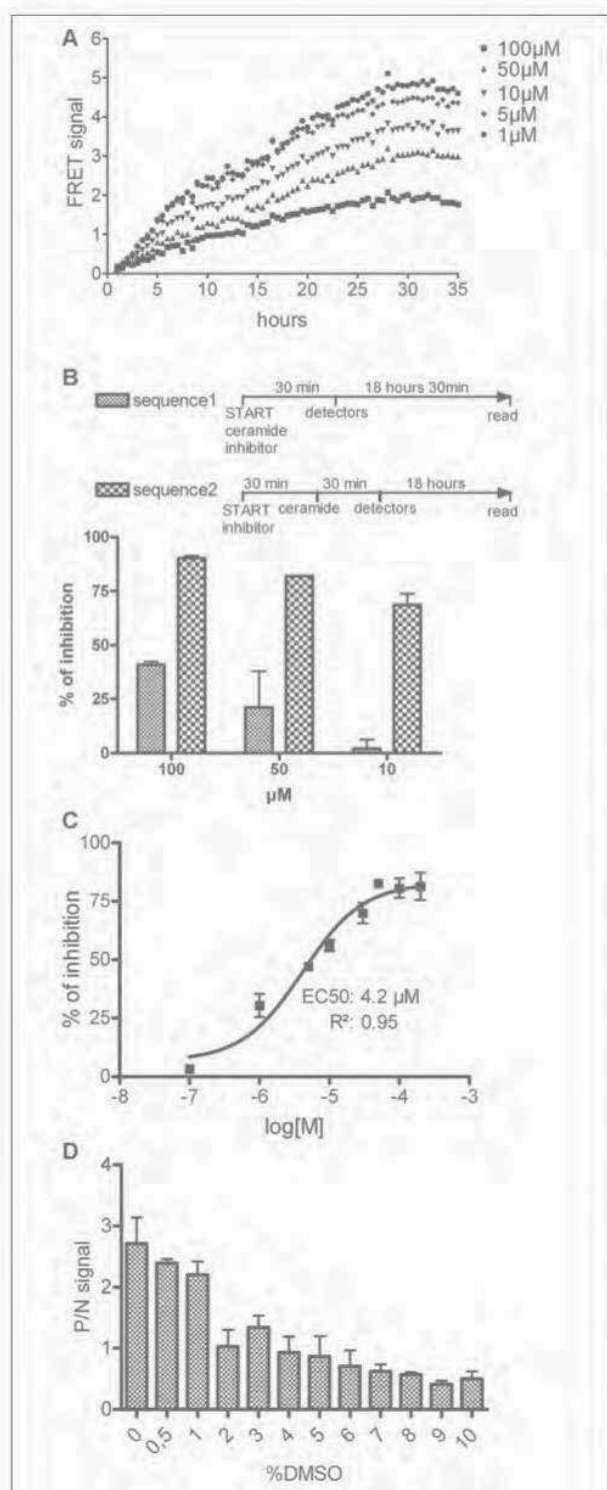 A
6
5
4
3
2
1
0
FRET signal
0 5 10 15 20 25 30 35
hours
100µM
50µM
10µM
5µM
1µM
B
sequence1
30 min 18 hours 30min
START detectors read
ceramide
inhibitor
sequence2
30 min 30 min 18 hours
START ceramide detectors read
inhibitor
100
75
50
25
0
% of inhibition
100 50 10
µM
C
100
75
50
25
0
% of inhibition
EC50: 4.2 µM
R²: 0.95
-8 -7 -6 -5 -4 -3
log[M]
D
4
3
2
1
0
P/N signal
0 0,5 1 2 3 4 5 6 7 8 9 10
%DMSO